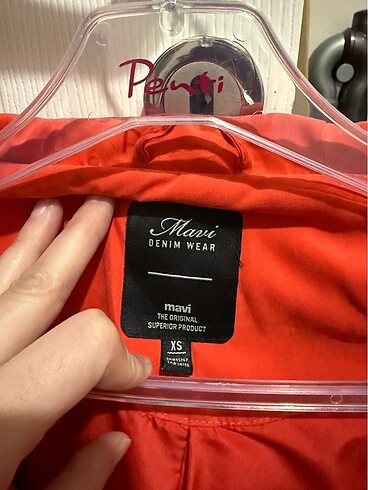 Penti
Mavi
DENIM WEAR
mavi
THE ORIGINAL
SUPERIOR PRODUCT
XS